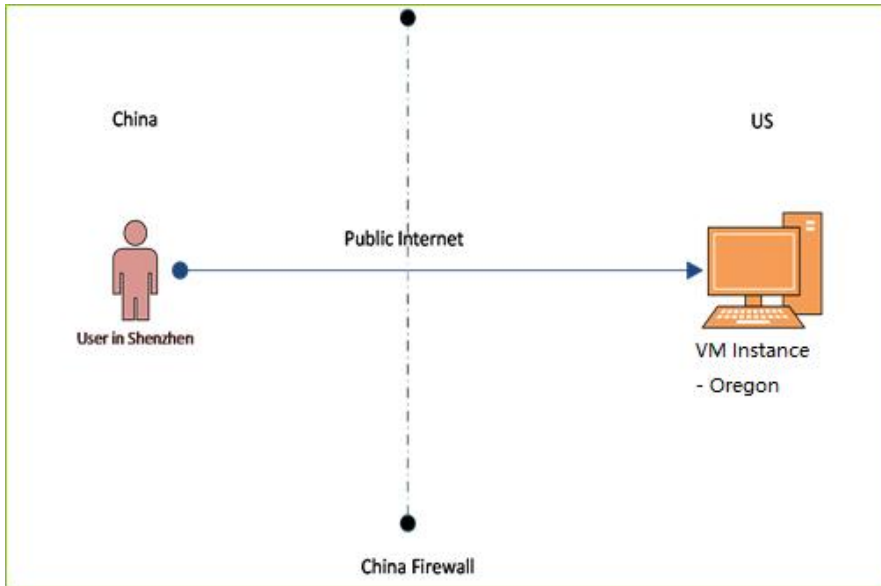 China
US
Public Internet
User in Shenzhen
VM Instance
- Oregon
China Firewall